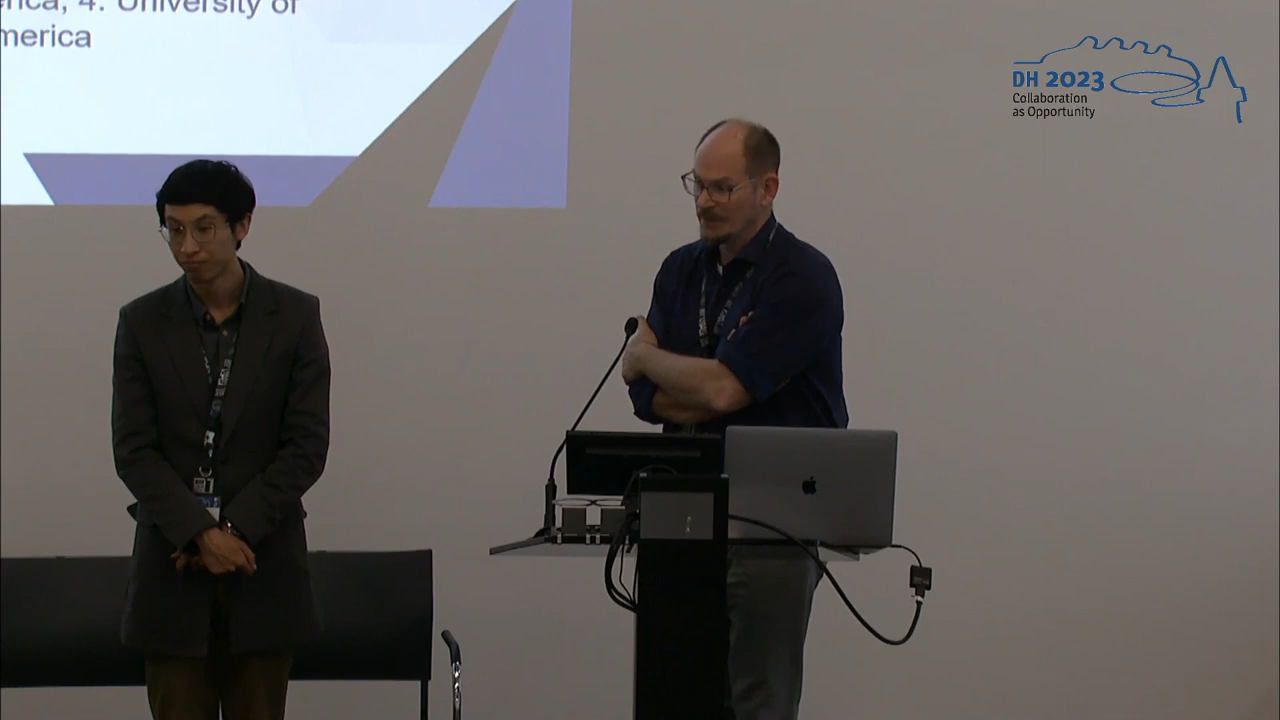 erica, 4. University of
merica
DH 2023
Collaboration
as Opportunity